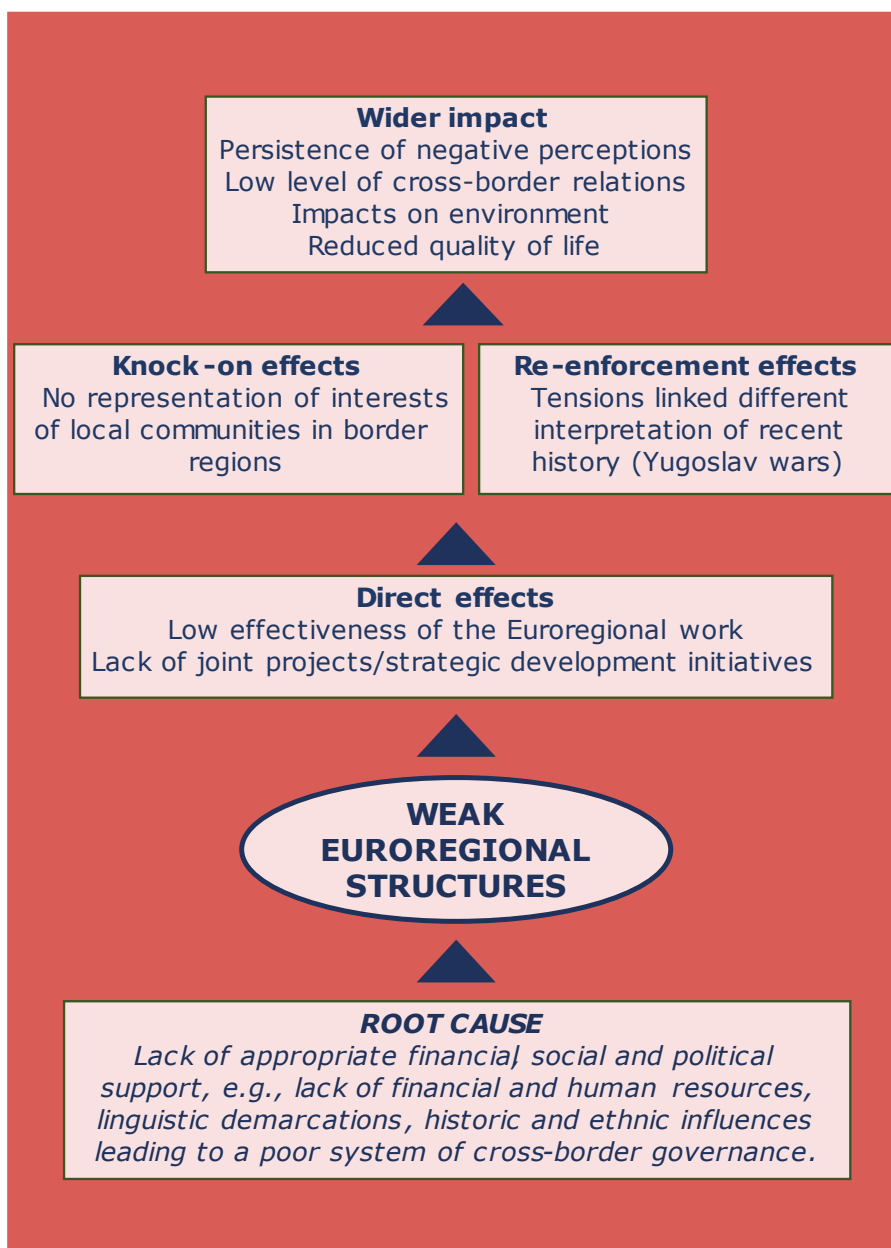 Wider impact
Persistence of negative perceptions
Low level of cross-border relations
Impacts on environment
Reduced quality of life
Knock-on effects
No representation of interests
of local communities in border
regions
Re-enforcement effects
Tensions linked different
interpretation of recent
history (Yugoslav wars)
Direct effects
Low effectiveness of the Euroregional work
Lack of joint projects/strategic development initiatives
WEAK
EUROREGIONAL
STRUCTURES
ROOT CAUSE
Lack of appropriate financial, social and political
support, e.g., lack of financial and human resources,
linguistic demarcations, historic and ethnic influences
leading to a poor system of cross-border governance.